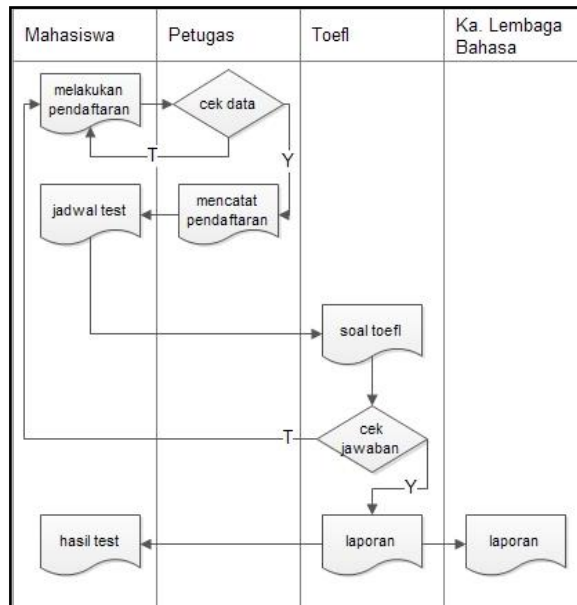 Mahasiswa
Petugas
Toefl
Ka. Lembaga
Bahasa
melakukan
pendaftaran
cek data
T
Y
jadwal test
mencatat
pendaftaran
soal toefl
cek
jawaban
T
Y
hasil test
laporan
laporan